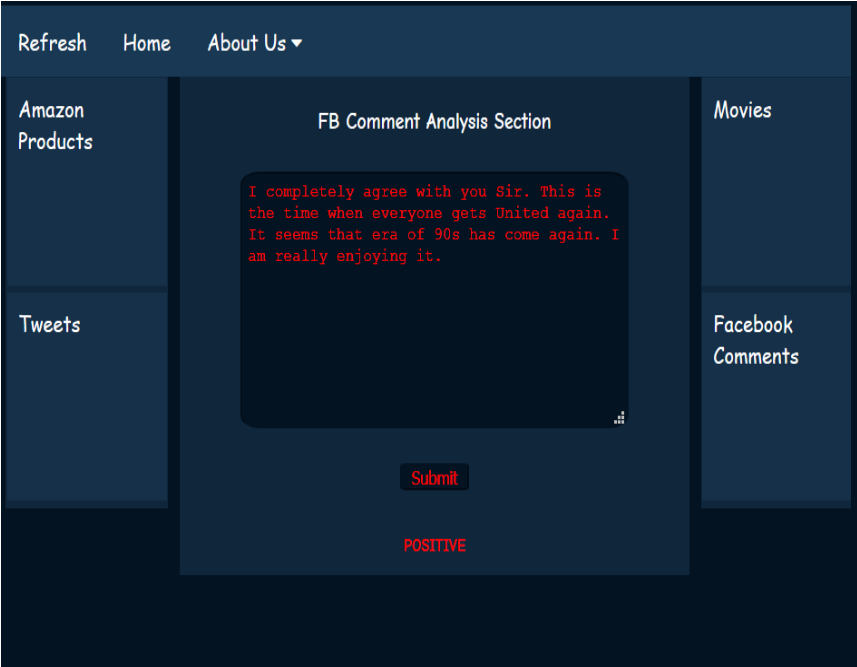 Refresh Home About Us
Amazon
Products
Tweets
FB Comment Analysis Section
I completely agree with you Sir. This is
the time when everyone gets United again.
It seems that era of 90s has come again. I
am really enjoying it.
Submit
POSITIVE
Movies
Facebook
Comments